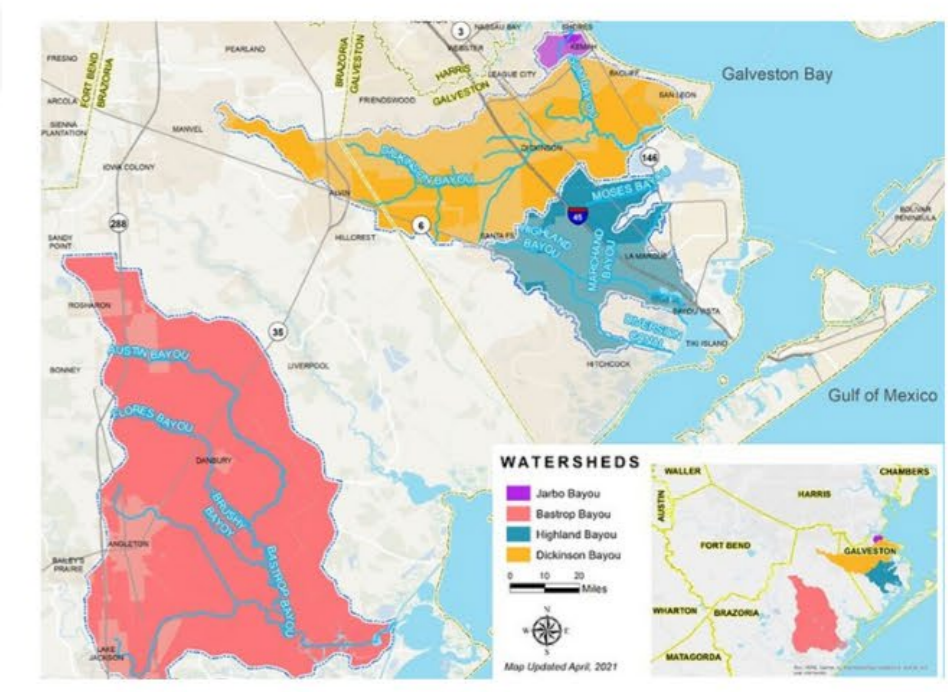 NASSAU BAY
SHORES
3
WEBSTER
KEMAH
PEARLAND
FRESNO
FORT BEND
BRAZORIA
BRAZORIA
GALVESTON
HARRIS
GALVESTON
LEAGUE CITY
BACLIFF
Galveston Bay
ARCOLA
FRIENDSWOOD
SAN LEON
SIENNA
PLANTATION
MANVEL
DICKINSON
DICKINSON BAYOU
146
IOWA COLONY
ALVIN
MOSES BAYOU
45
BOLIVAR
PENINSULA
288
6
SANTA FE
HIGHLAND
BAYOU
MARCHAND
BAYOU
SANDY
POINT
HILLCREST
LA MARQUE
ROSHARON
BAYOU VISTA
DIVERSION
CANAL
TIKI ISLAND
35
AUSTIN BAYOU
LIVERPOOL
HITCHCOCK
BONNEY
Gulf of Mexico
FLORES BAYOU
DANBURY
BRUSHY
BAYOU
ANGLETON
BAILEY'S
PRAIRIE
BASTROP BAYOU
LAKE
JACKSON
WATERSHEDS
Jarbo Bayou
Bastrop Bayou
Highland Bayou
Dickinson Bayou
0 10 20
Miles
N
W E
S
Map Updated April, 2021
WALLER
CHAMBERS
AUSTIN
HARRIS
FORT BEND
GALVESTON
WHARTON
BRAZORIA
MATAGORDA